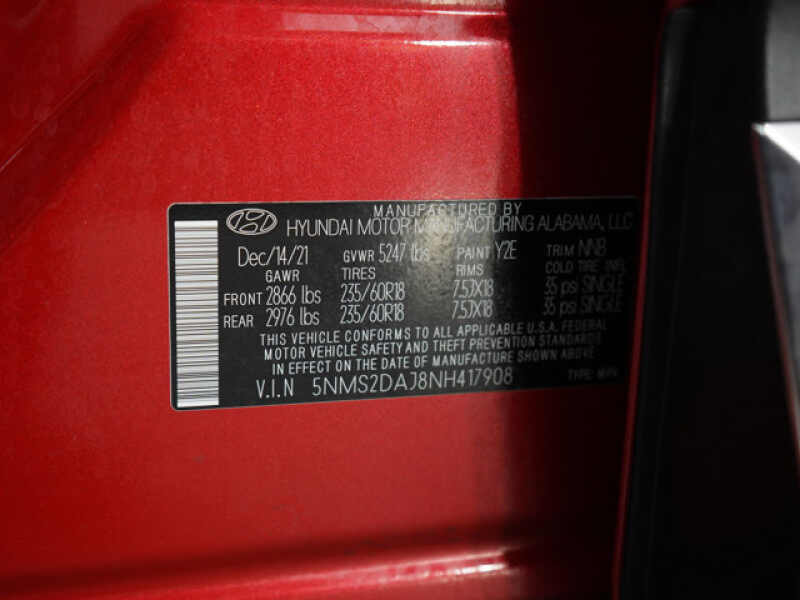 MANUFACTURED BY
HYUNDAI MOTOR MANUFACTURING ALABAMA, LLC
Dec/14/21 GVWR 5247 lbs PAINT Y2E TRIM NNB
GAWR TIRES RIMS COLD TIRE INFL
FRONT 2866 lbs 235/60R18 7.5JX18 35 psi SINGLE
REAR 2976 lbs 235/60R18 7.5JX18 35 psi SINGLE
THIS VEHICLE CONFORMS TO ALL APPLICABLE U.S.A. FEDERAL
MOTOR VEHICLE SAFETY AND THEFT PREVENTION STANDARDS
IN EFFECT ON THE DATE OF MANUFACTURE SHOWN ABOVE
V.I.N 5NMS2DAJ8NH417908 TYPE: MPV